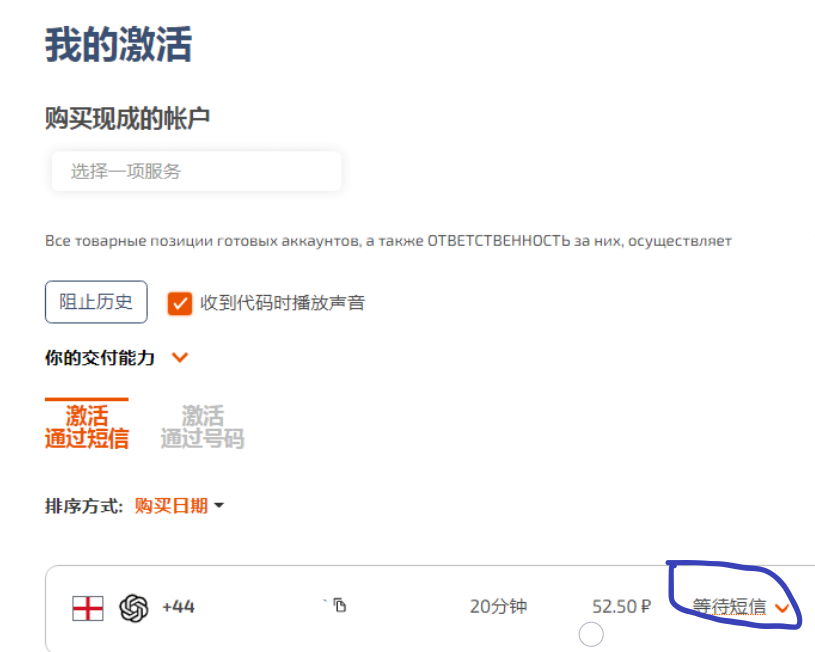 我的激活
购买现成的帐户
选择一项服务
Все товарные позиции готовых аккаунтов, а также ОТВЕТСТВЕННОСТЬ за них, осуществляет
阻止历史 收到代码时播放声音
你的交付能力
激活
通过短信
激活
通过号码
排序方式: 购买日期
+44 20分钟 52.50 ₽ 等待短信